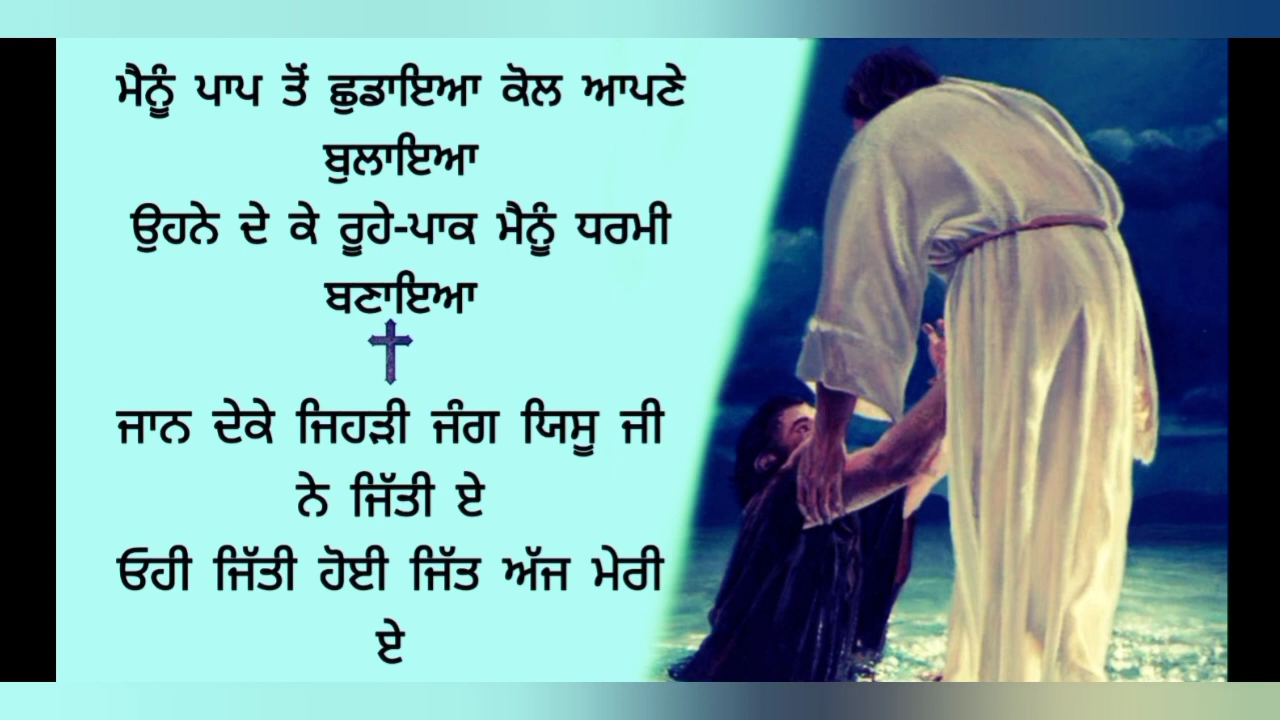 ਮੈਨੂੰ ਪਾਪ ਤੋਂ ਛੁਡਾਇਆ ਕੋਲ ਆਪਣੇ
ਬੁਲਾਇਆ
ਉਹਨੇ ਦੇ ਕੇ ਰੂਹੇ-ਪਾਕ ਮੈਨੂੰ ਧਰਮੀ
ਬਣਾਇਆ
ਜਾਨ ਦੇਕੇ ਜਿਹੜੀ ਜੰਗ ਯਿਸੂ ਜੀ
ਨੇ ਜਿੱਤੀ ਏ
ਓਹੀ ਜਿੱਤੀ ਹੋਈ ਜਿੱਤ ਅੱਜ ਮੇਰੀ
ਏ